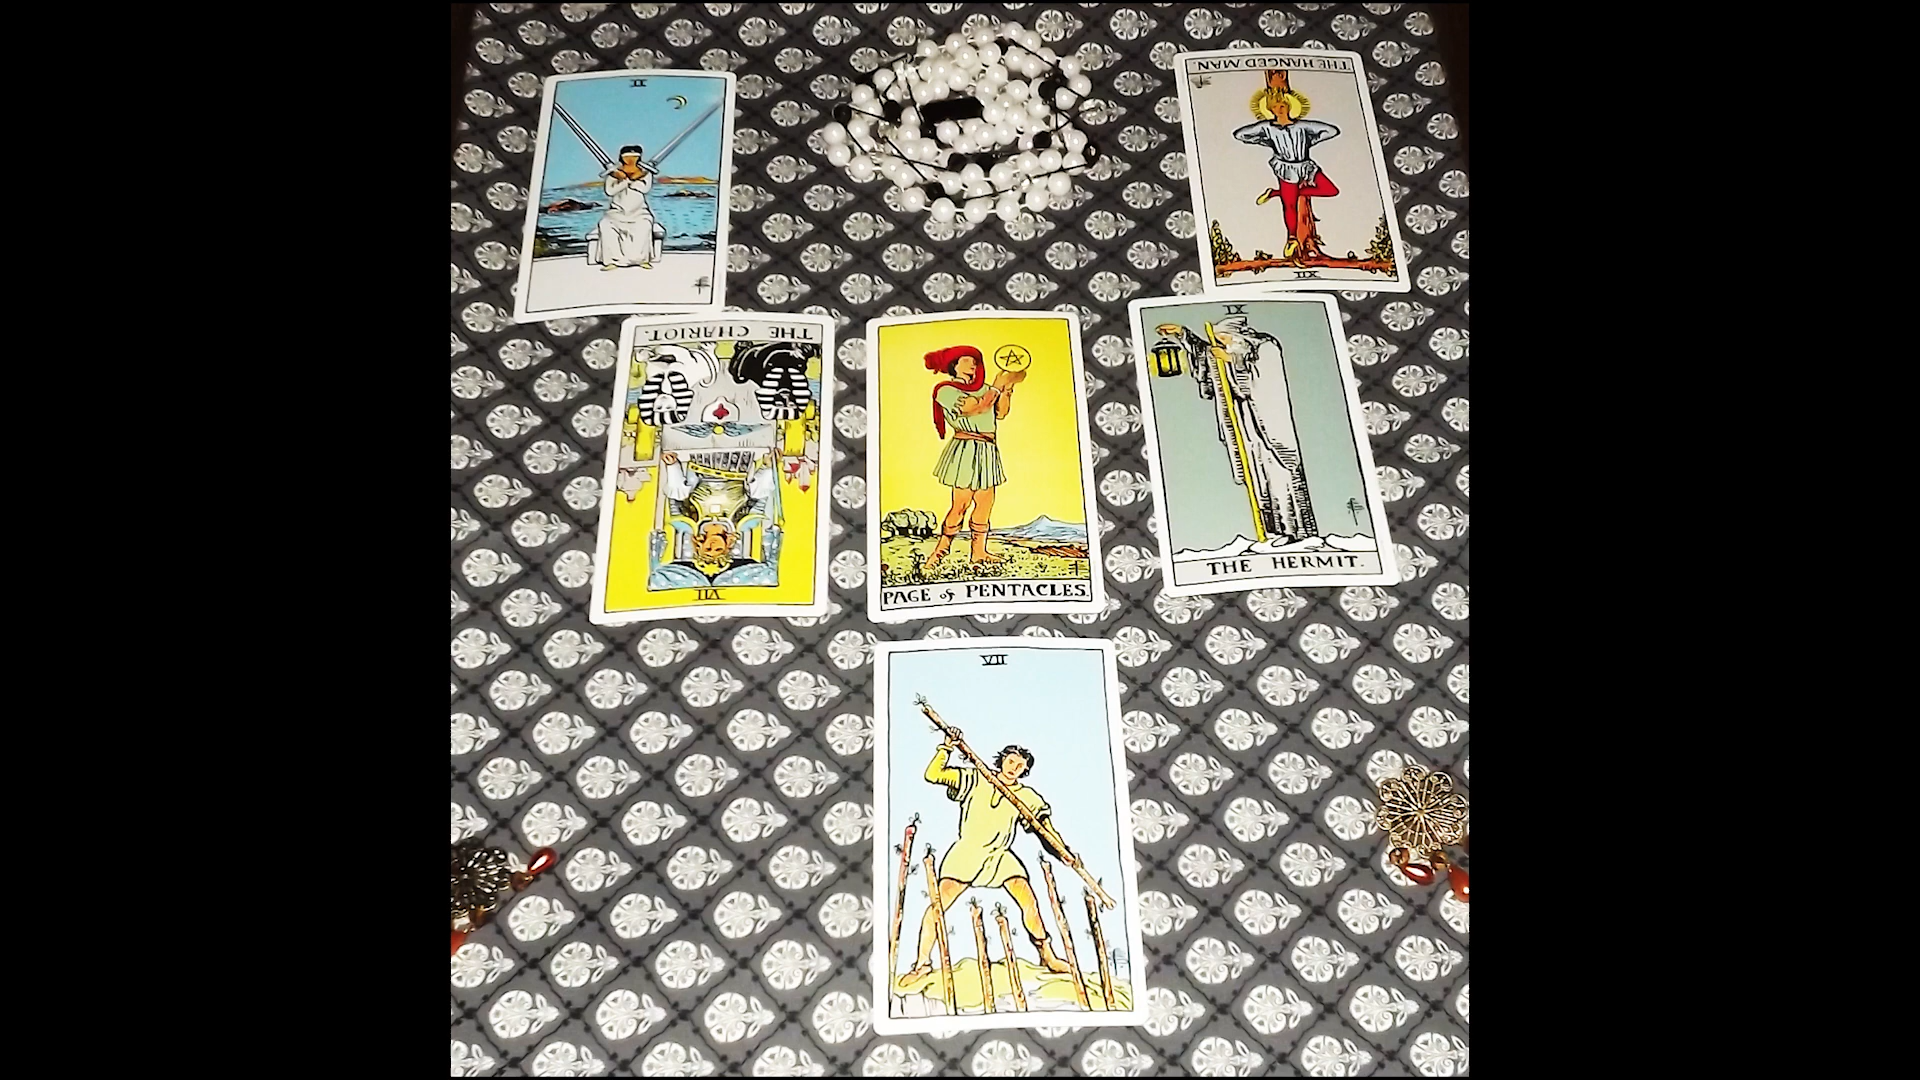 II
THE HANGED MAN.
XII
THE CHARIOT.
VII
PAGE of PENTACLES.
IX
THE HERMIT.
VII